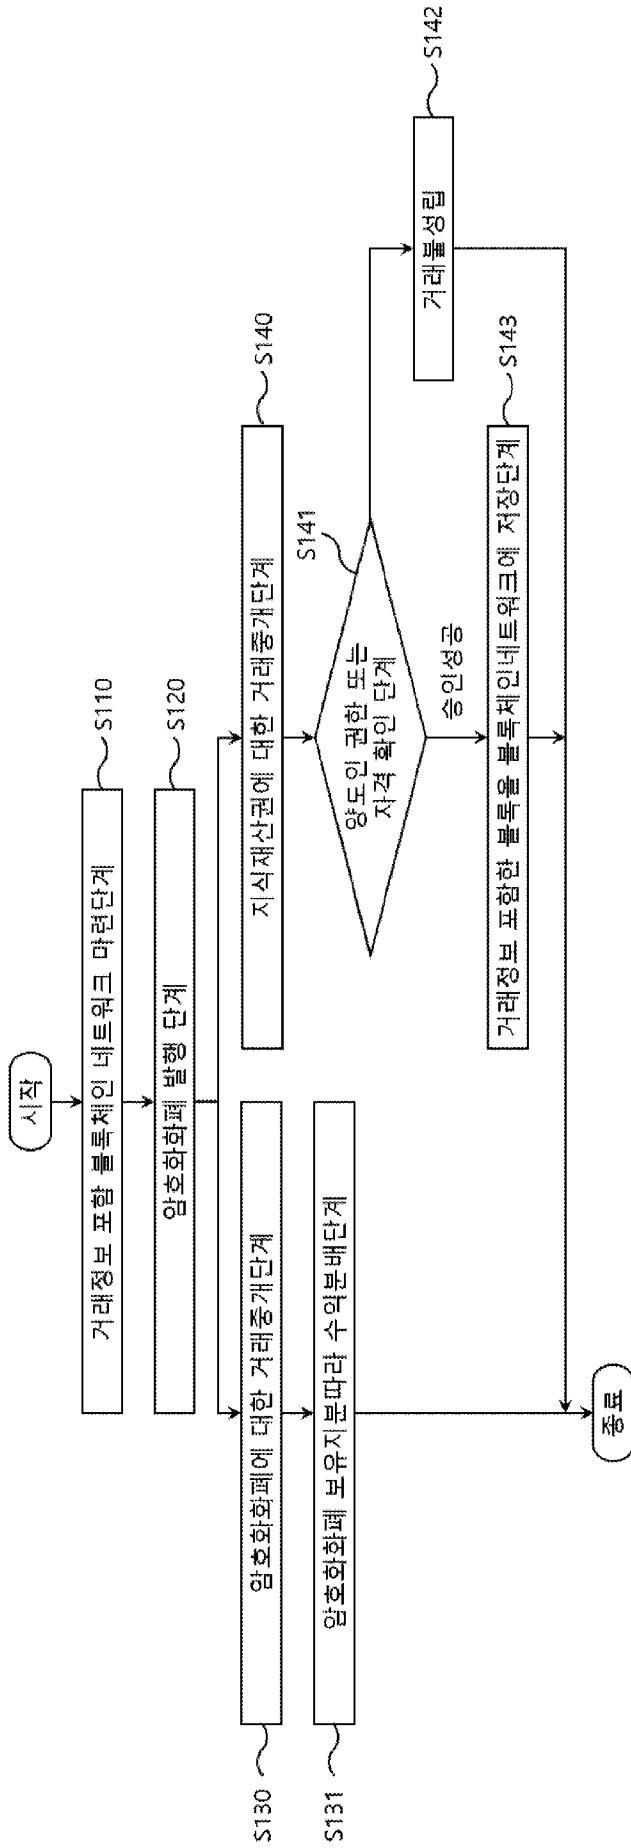 시작
거래정보 포함 블록체인 네트워크 마련단계
S110
암호화화폐 발행 단계
S120
암호화화폐에 대한 거래중개단계
S130
지식재산권에 대한 거래중개단계
S140
암호화화폐 보유지분따라 수익분배단계
S131
양도인 권한 또는
자격 확인 단계
S141
승인성공
거래불성립
S142
거래정보 포함한 블록을 블록체인네트워크에 저장단계
S143
종료